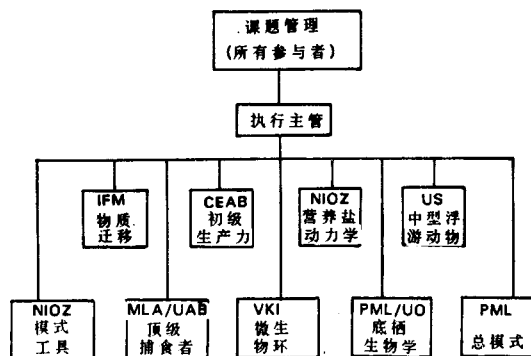 课题管理
(所有参与者)
执行主管
IFM
物质
迁移
CEAB
初级
生产力
NIOZ
营养盐
动力学
US
中型浮
游动物
NIOZ
模式
工具
MLA/UAB
顶级
捕食者
VKI
微生
物环
PML/UO
底栖
生物学
PML
总模式